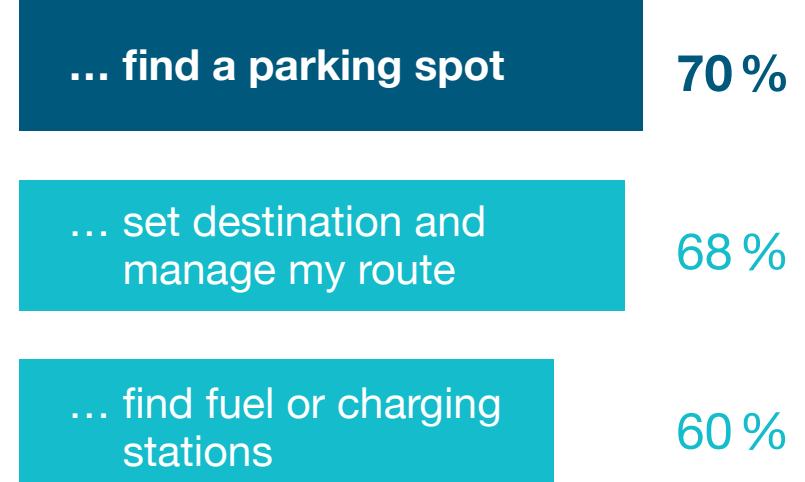 … find a parking spot
70 %
… set destination and
manage my route
68 %
… find fuel or charging
stations
60 %